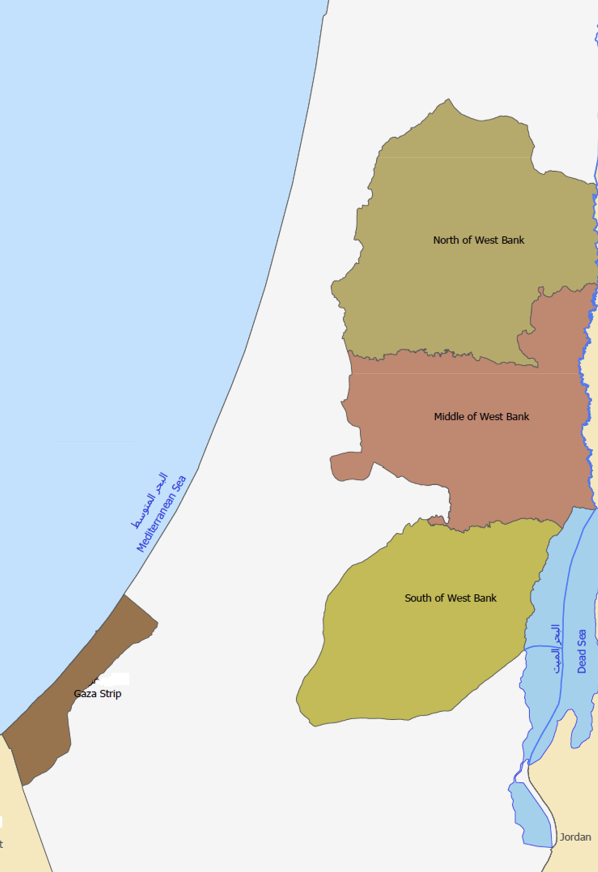 North of West Bank
Middle of West Bank
البحر المتوسط
Mediterranean Sea
South of West Bank
البحر الميت
Dead Sea
Gaza Strip
Jordan